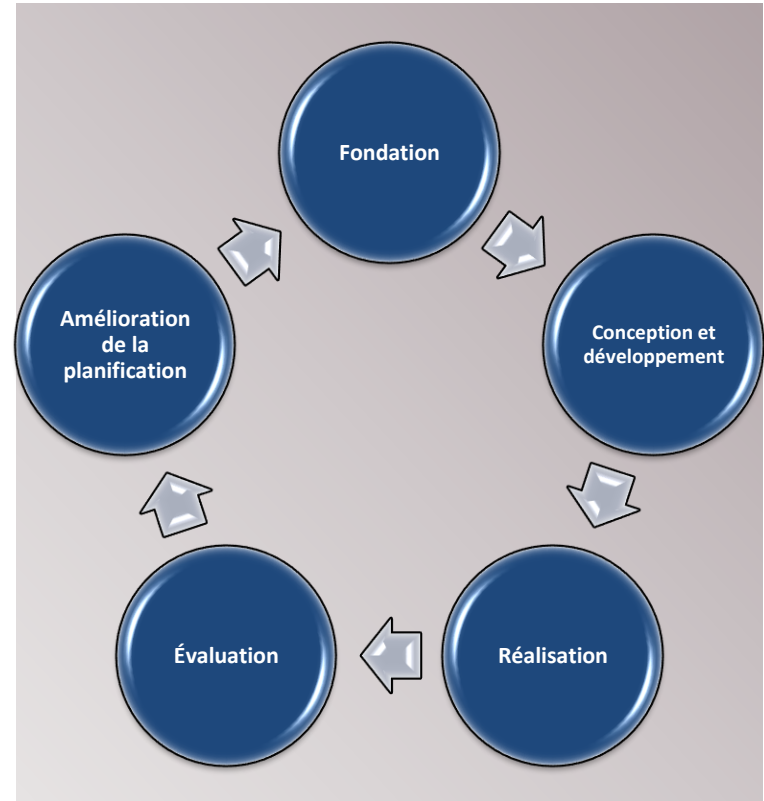 Fondation
Conception et
développement
Réalisation
Évaluation
Amélioration
de la
planification